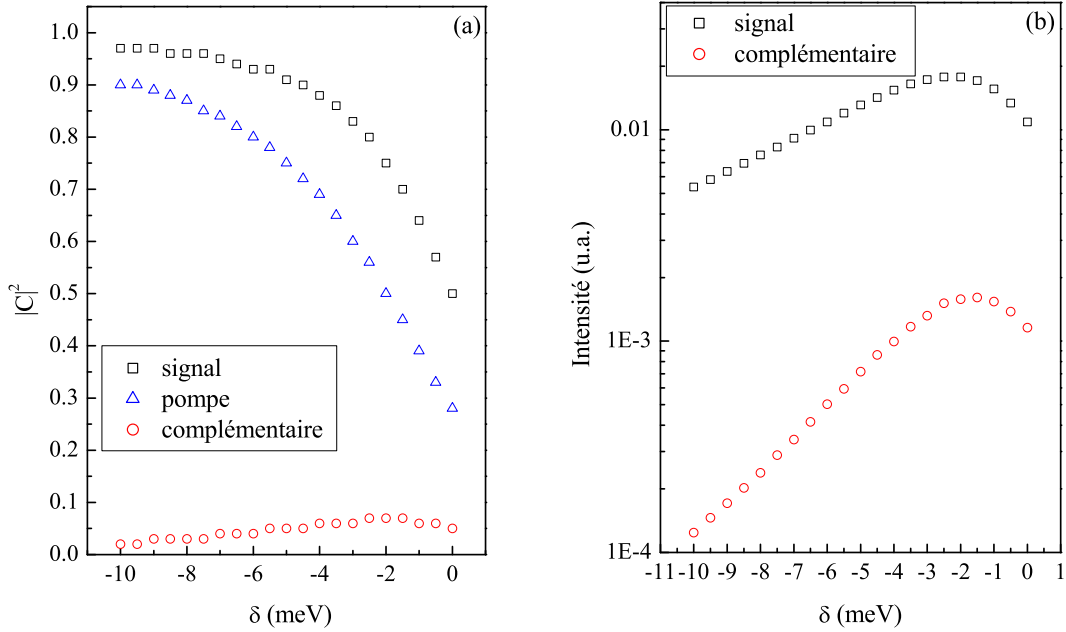 (a)
1.0
0.9
0.8
0.7
0.6
0.5
0.4
0.3
0.2
0.1
0.0
|C|²
signal
pompe
complémentaire
-10 -8 -6 -4 -2 0
δ (meV)
(b)
signal
complémentaire
0.01
1E-3
1E-4
Intensité (u.a.)
-11 -10 -9 -8 -7 -6 -5 -4 -3 -2 -1 0 1
δ (meV)